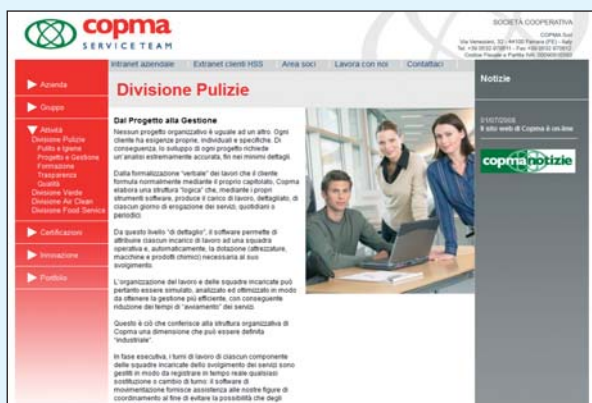 copma
SERVICE TEAM
SOCIETÀ COOPERATIVA
COPMA Scrl
Intranet aziendale
Extranet clienti HSS
Area soci
Lavora con noi
Contattaci
Azienda
Gruppo
Attività
Divisione Pulizie
Pulito e Igiene
Progetto e Gestione
Formazione
Trasparenza
Qualità
Divisione Verde
Divisione Air Clean
Divisione Food Service
Certificazioni
Innovazione
Portfolio
Divisione Pulizie
Dal Progetto alla Gestione
Nessun progetto organizzativo è uguale ad un altro. Ogni
cliente ha esigenze proprie, individuali e specifiche. Di
conseguenza, lo sviluppo di ogni progetto richiede
un'analisi estremamente accurata, fin nei minimi dettagli.
Dalla formalizzazione "verbale" dei lavori che il cliente
formula normalmente mediante il proprio capitolato, Copma
elabora una struttura "logica" che, mediante i propri
strumenti software, produce il carico di lavoro, dettagliato, di
ciascun giorno di erogazione dei servizi, quotidiani o
periodici.
Da questo livello "di dettaglio", il software permette di
attribuire ciascun incarico di lavoro ad una squadra
operativa e, automaticamente, la dotazione (attrezzature,
macchine e prodotti chimici) necessaria al suo
svolgimento.
L'organizzazione del lavoro e delle squadre incaricate può
pertanto essere simulato, analizzato ed ottimizzato in modo
da ottenere la gestione più efficiente, con conseguente
riduzione dei tempi di "avviamento" dei servizi.
Questo è ciò che conferisce alla struttura organizzativa di
Copma una dimensione che può essere definita
"industriale".
In fase esecutiva, i turni di lavoro di ciascun componente
delle squadre incaricate dello svolgimento dei servizi sono
gestiti in modo da registrare in tempo reale qualsiasi
sostituzione o cambio di turno: il software di
movimentazione fornisce assistenza alle nostre figure di
coordinamento al fine di evitare la possibilità che degli
Notizie
Il sito web di Copma è on-line
copmanotizie